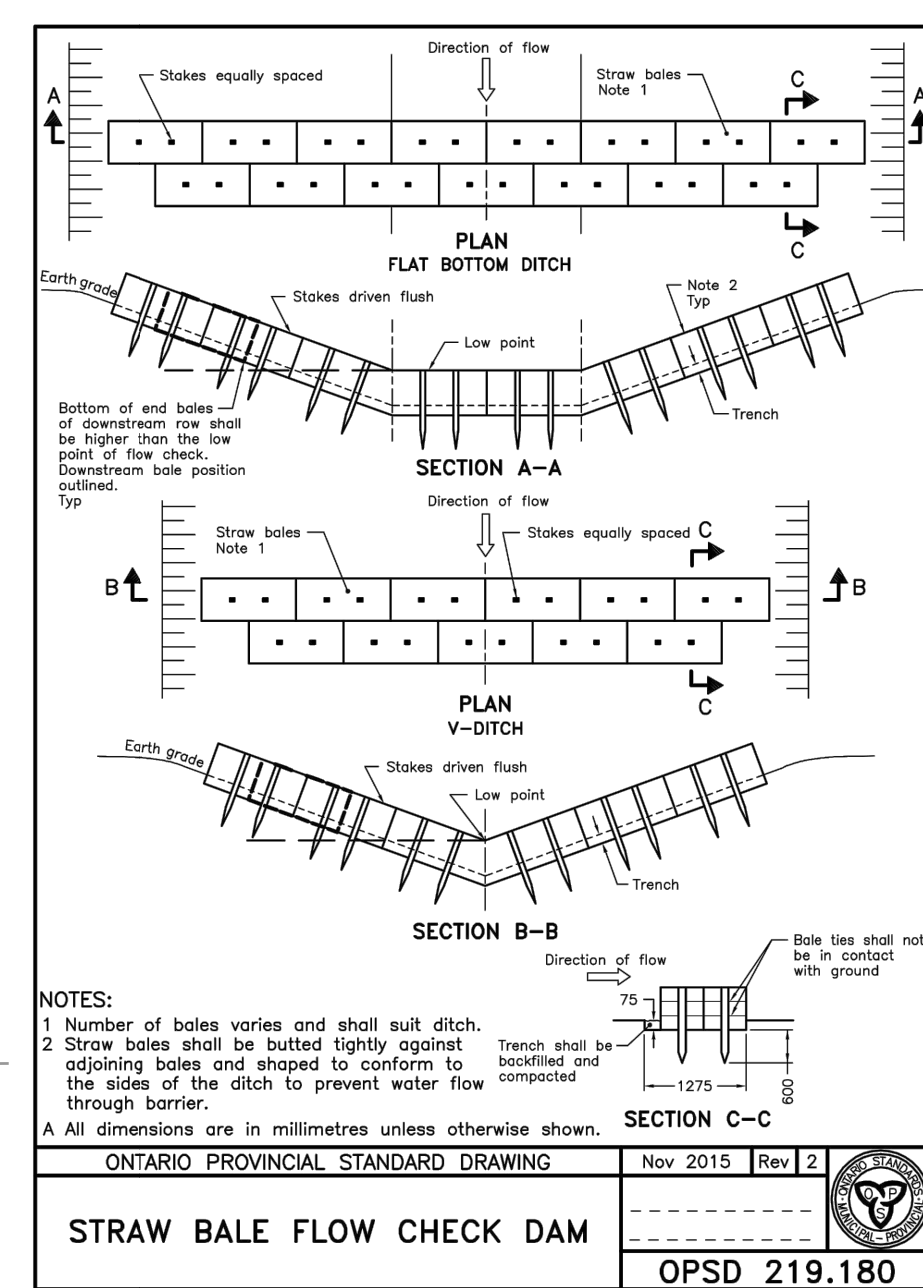 Direction of flow
Stakes equally spaced
Straw bales
Note 1
C
A
A
C
PLAN
FLAT BOTTOM DITCH
Earth grade
Stakes driven flush
Note 2
Typ
Low point
Trench
Bottom of end bales
of downstream row shall
be higher than the low
point of flow check.
Downstream bale position
outlined.
Typ
SECTION A-A
Direction of flow
Straw bales
Note 1
Stakes equally spaced
C
B
B
C
PLAN
V-DITCH
Earth grade
Stakes driven flush
Low point
Trench
SECTION B-B
Direction of flow
Bale ties shall not
be in contact
with ground
75
Trench shall be
backfilled and
compacted
1275
600
SECTION C-C
NOTES:
1 Number of bales varies and shall suit ditch.
2 Straw bales shall be butted tightly against
adjoining bales and shaped to conform to
the sides of the ditch to prevent water flow
through barrier.
A All dimensions are in millimetres unless otherwise shown.
ONTARIO PROVINCIAL STANDARD DRAWING
Nov 2015
Rev
2
STRAW BALE FLOW CHECK DAM
OPSD 219.180
ONTARIO STANDARDS
MUNICIPAL-PROVINCIAL
O P
S